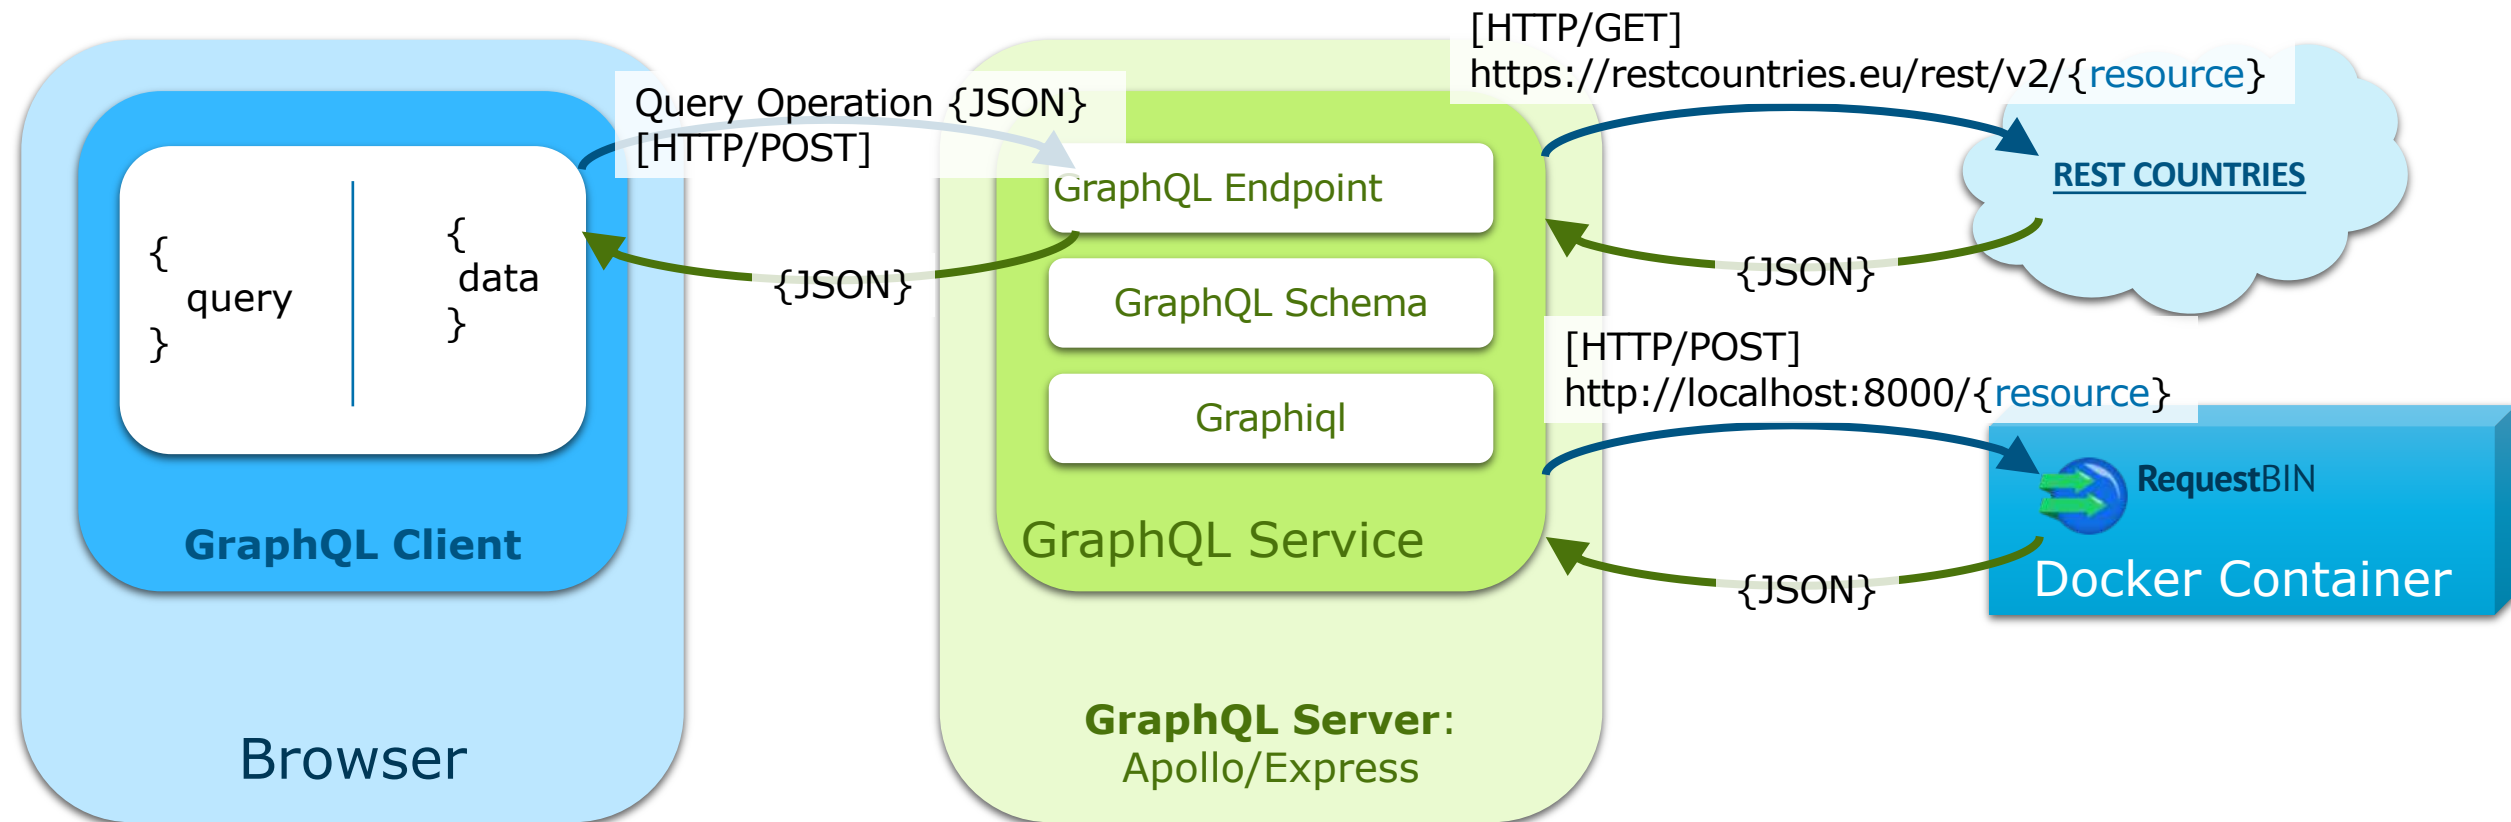 {
query
}
{
data
}
GraphQL Client
Browser
Query Operation {JSON}
[HTTP/POST]
{JSON}
GraphQL Endpoint
GraphQL Schema
Graphiql
GraphQL Service
GraphQL Server:
Apollo/Express
[HTTP/GET]
https://restcountries.eu/rest/v2/{resource}
REST COUNTRIES
{JSON}
[HTTP/POST]
http://localhost:8000/{resource}
RequestBIN
Docker Container
{JSON}